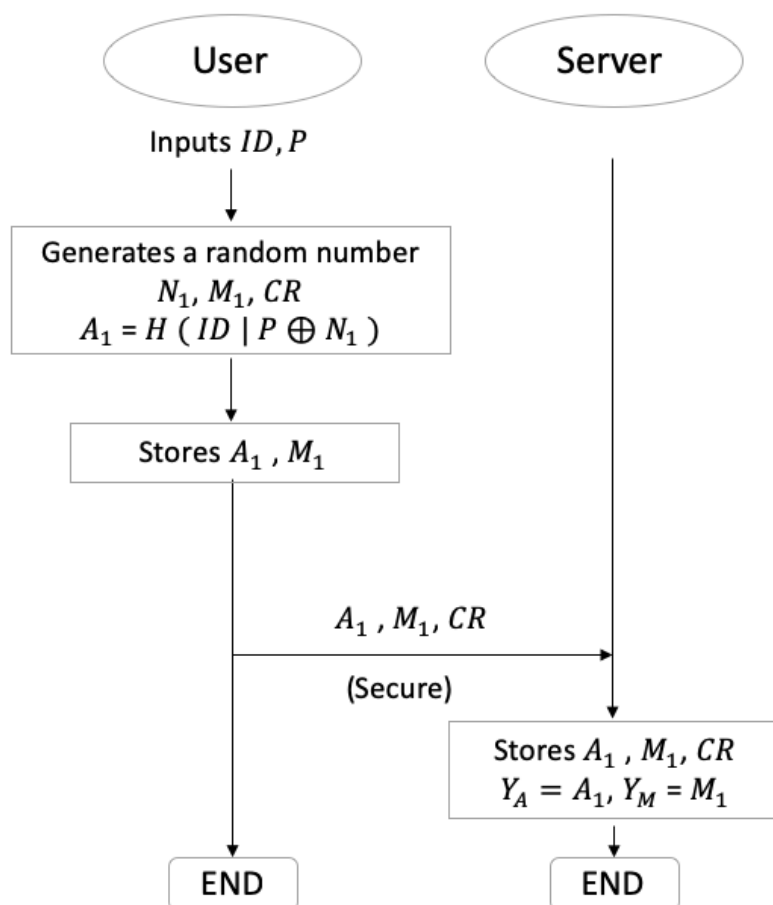 User
Server
Inputs 𝐼𝐷, 𝑃
Generates a random number
𝑁₁, 𝑀₁, 𝐶𝑅
𝐴₁ = 𝐻 ( 𝐼𝐷 | 𝑃 ⊕ 𝑁₁ )
Stores 𝐴₁ , 𝑀₁
𝐴₁ , 𝑀₁, 𝐶𝑅
(Secure)
Stores 𝐴₁ , 𝑀₁, 𝐶𝑅
𝑌_𝐴 = 𝐴₁, 𝑌_𝑀 = 𝑀₁
END
END